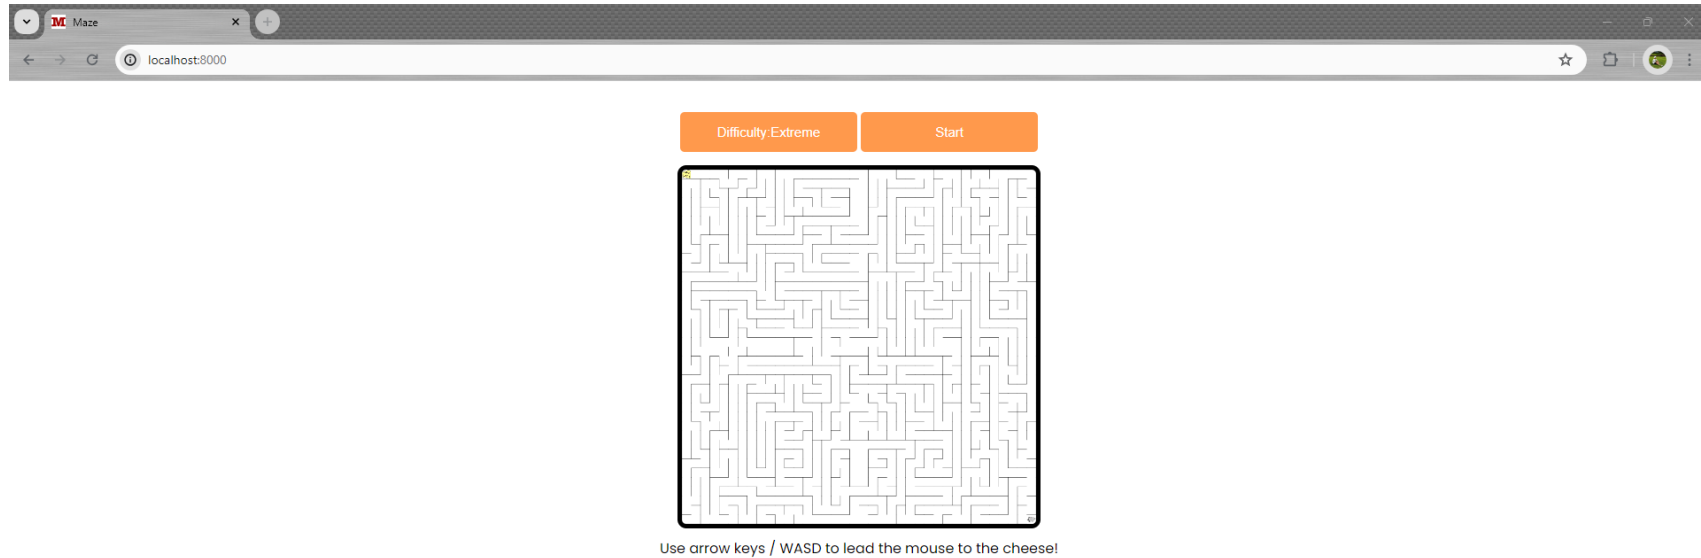 M Maze
localhost:8000
Difficulty:Extreme Start
Use arrow keys / WASD to lead the mouse to the cheese!